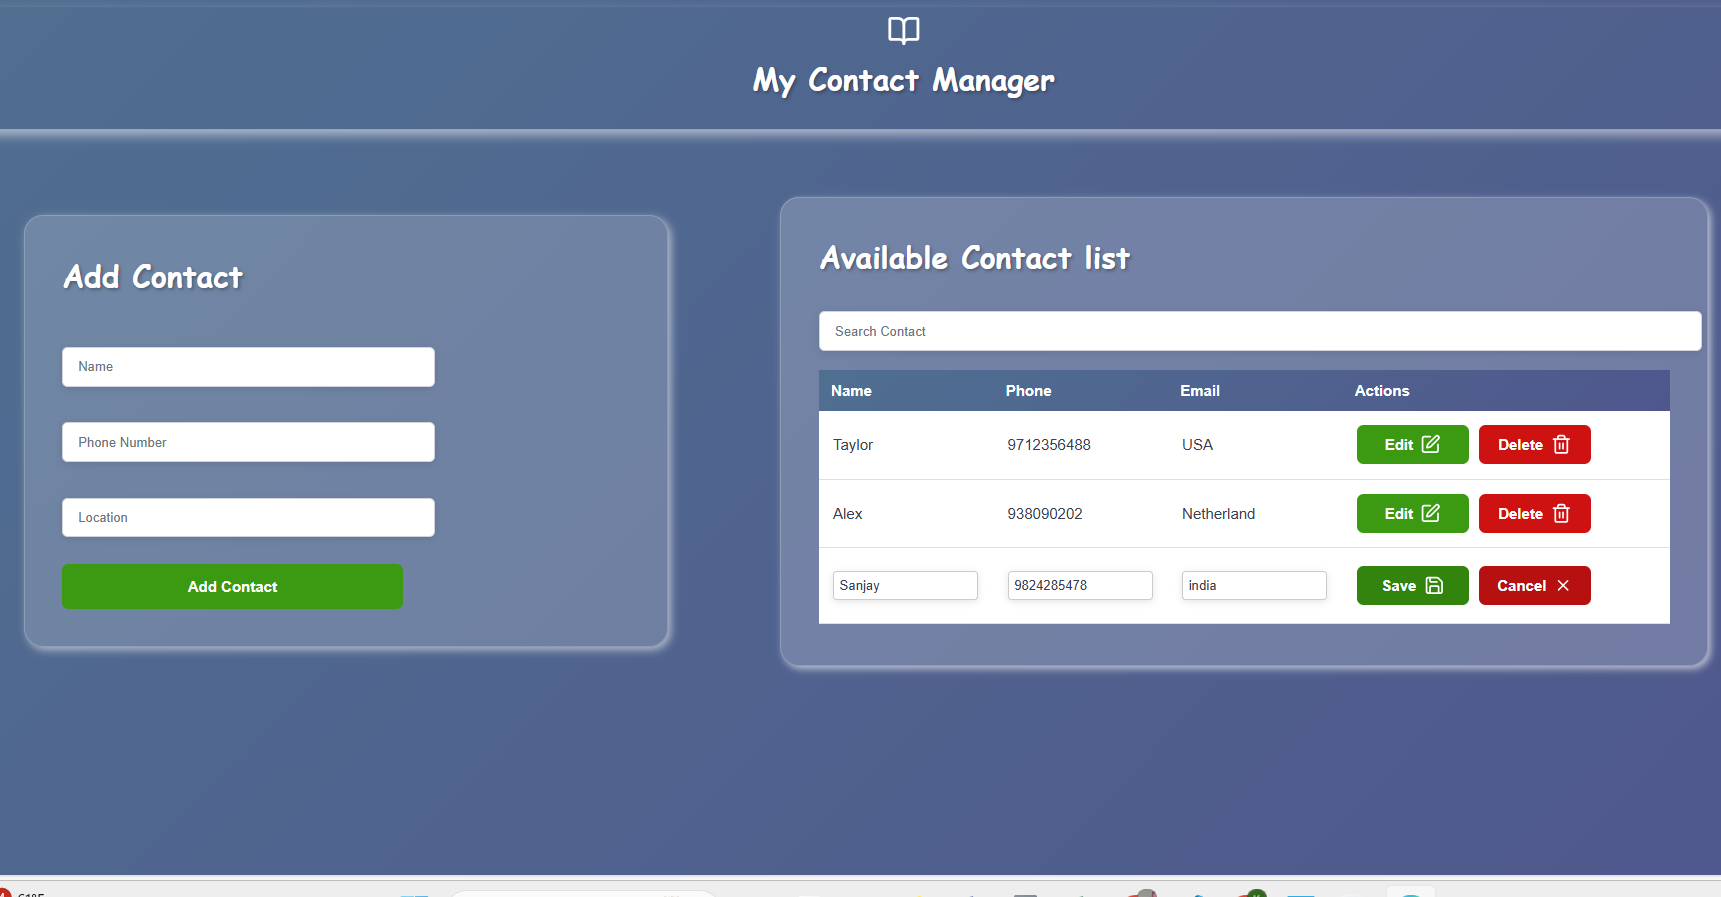 My Contact Manager
Add Contact
Name
Phone Number
Location
Add Contact
Available Contact list
Search Contact
Name Phone Email Actions
Taylor 9712356488 USA Edit Delete
Alex 938090202 Netherland Edit Delete
Sanjay 9824285478 india Save Cancel